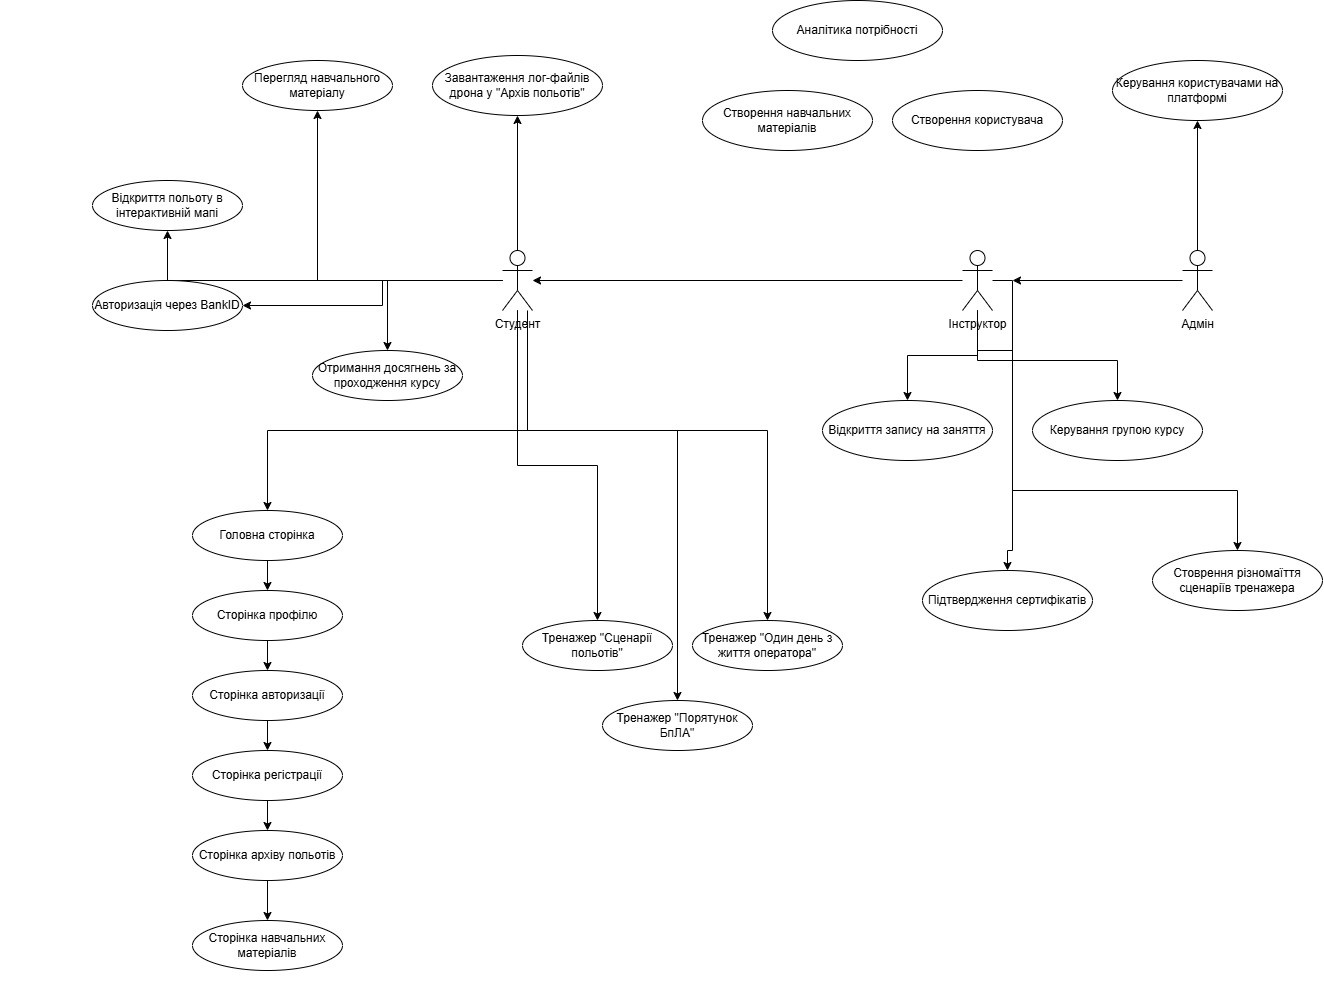 Аналітика потрібності
Перегляд навчального
матеріалу
Завантаження лог-файлів
дрона у "Архів польотів"
Керування користувачами на
платформі
Створення навчальних
матеріалів
Створення користувача
Відкриття польоту в
інтерактивній мапі
Авторизація через BankID
Студент
Інструктор
Адмін
Отримання досягнень за
проходження курсу
Відкриття запису на заняття
Керування групою курсу
Головна сторінка
Підтвердження сертифікатів
Стоврення різномаїття
сценаріїв тренажера
Сторінка профілю
Тренажер "Сценарії
польотів"
Тренажер "Один день з
життя оператора"
Сторінка авторизації
Тренажер "Порятунок
БпЛА"
Сторінка регістрації
Сторінка архіву польотів
Сторінка навчальних
матеріалів